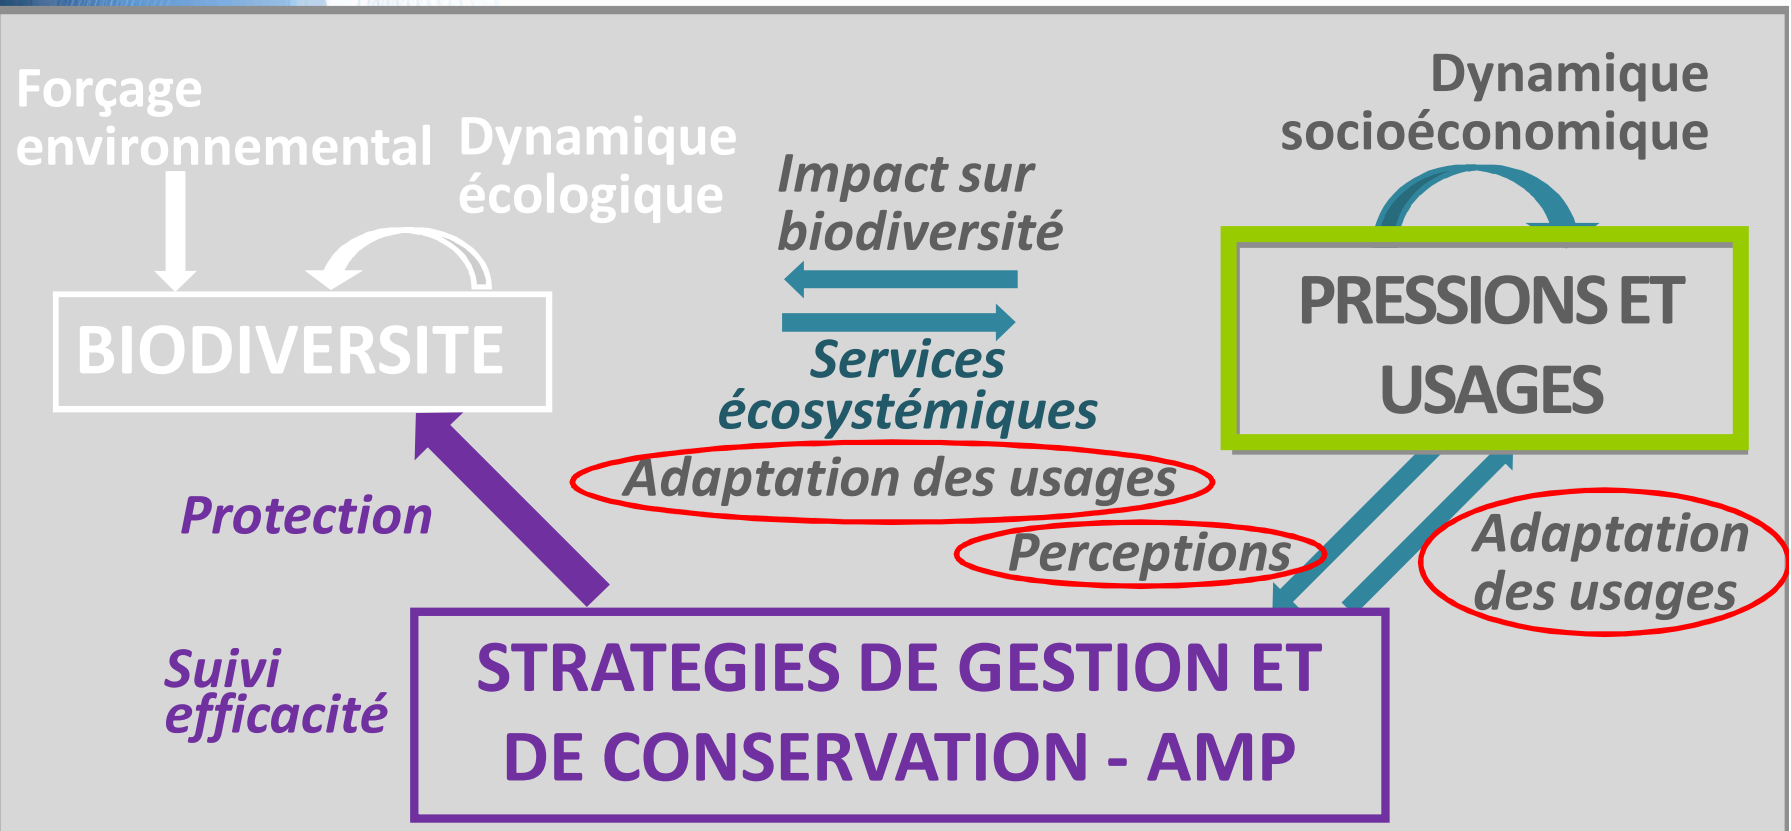 Forçage
environnemental
Dynamique
écologique
BIODIVERSITE
Impact sur
biodiversité
Services
écosystémiques
Adaptation des usages
Perceptions
Dynamique
socioéconomique
PRESSIONS ET
USAGES
Adaptation
des usages
Protection
Suivi
efficacité
STRATEGIES DE GESTION ET
DE CONSERVATION - AMP